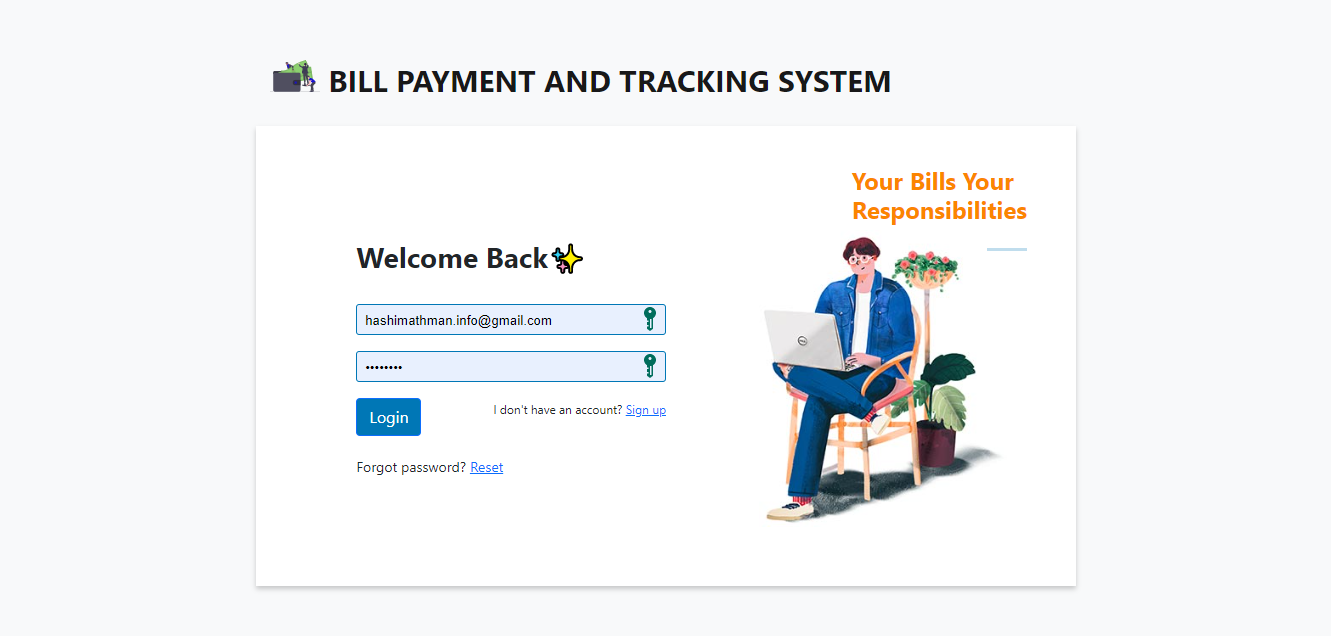 BILL PAYMENT AND TRACKING SYSTEM
Your Bills Your
Responsibilities
Welcome Back
hashimathman.info@gmail.com
••••••••
Login
I don't have an account? Sign up
Forgot password? Reset
DELL